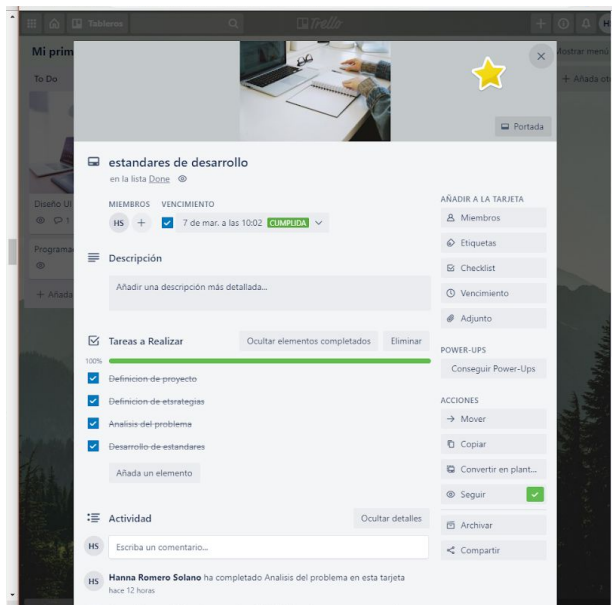 Tableros
Trello
HS
Mi prim
Mostrar menú
To Do
+ Añada otr
Portada
estandares de desarrollo
en la lista Done
MIEMBROS VENCIMIENTO
HS + 7 de mar. a las 10:02 CUMPLIDA
Descripción
Añadir una descripción más detallada...
Tareas a Realizar Ocultar elementos completados Eliminar
100%
Definicion de proyecto
Definicion de etsrategias
Analisis del problema
Desarrollo de estandares
Añada un elemento
Actividad Ocultar detalles
HS Escriba un comentario...
HS Hanna Romero Solano ha completado Analisis del problema en esta tarjeta
hace 12 horas
AÑADIR A LA TARJETA
Miembros
Etiquetas
Checklist
Vencimiento
Adjunto
POWER-UPS
Conseguir Power-Ups
ACCIONES
Mover
Copiar
Convertir en plant...
Seguir
Archivar
Compartir
Diseño UI
1
Programa
+ Añada